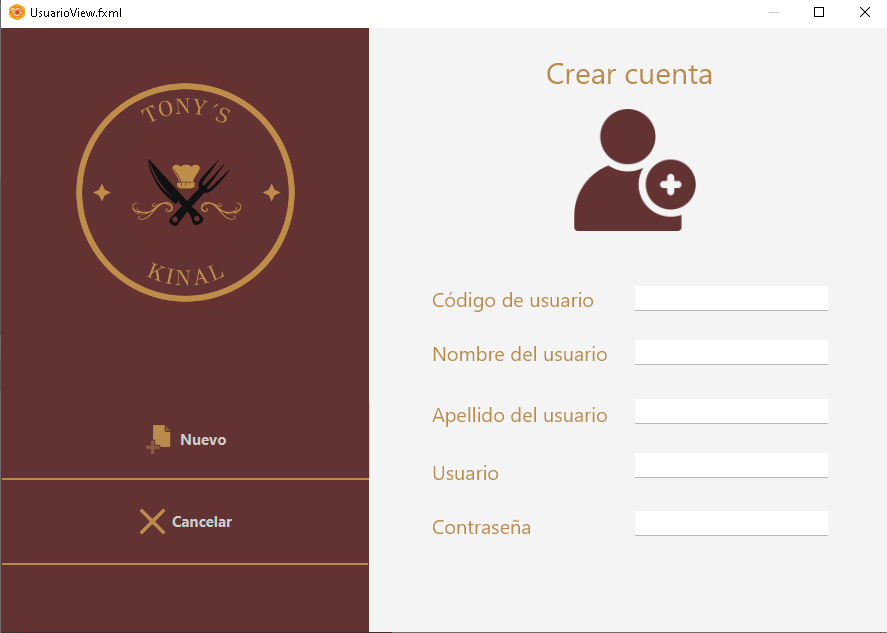 UsuarioView.fxml
TONY´S
KINAL
Nuevo
Cancelar
Crear cuenta
Código de usuario
Nombre del usuario
Apellido del usuario
Usuario
Contraseña